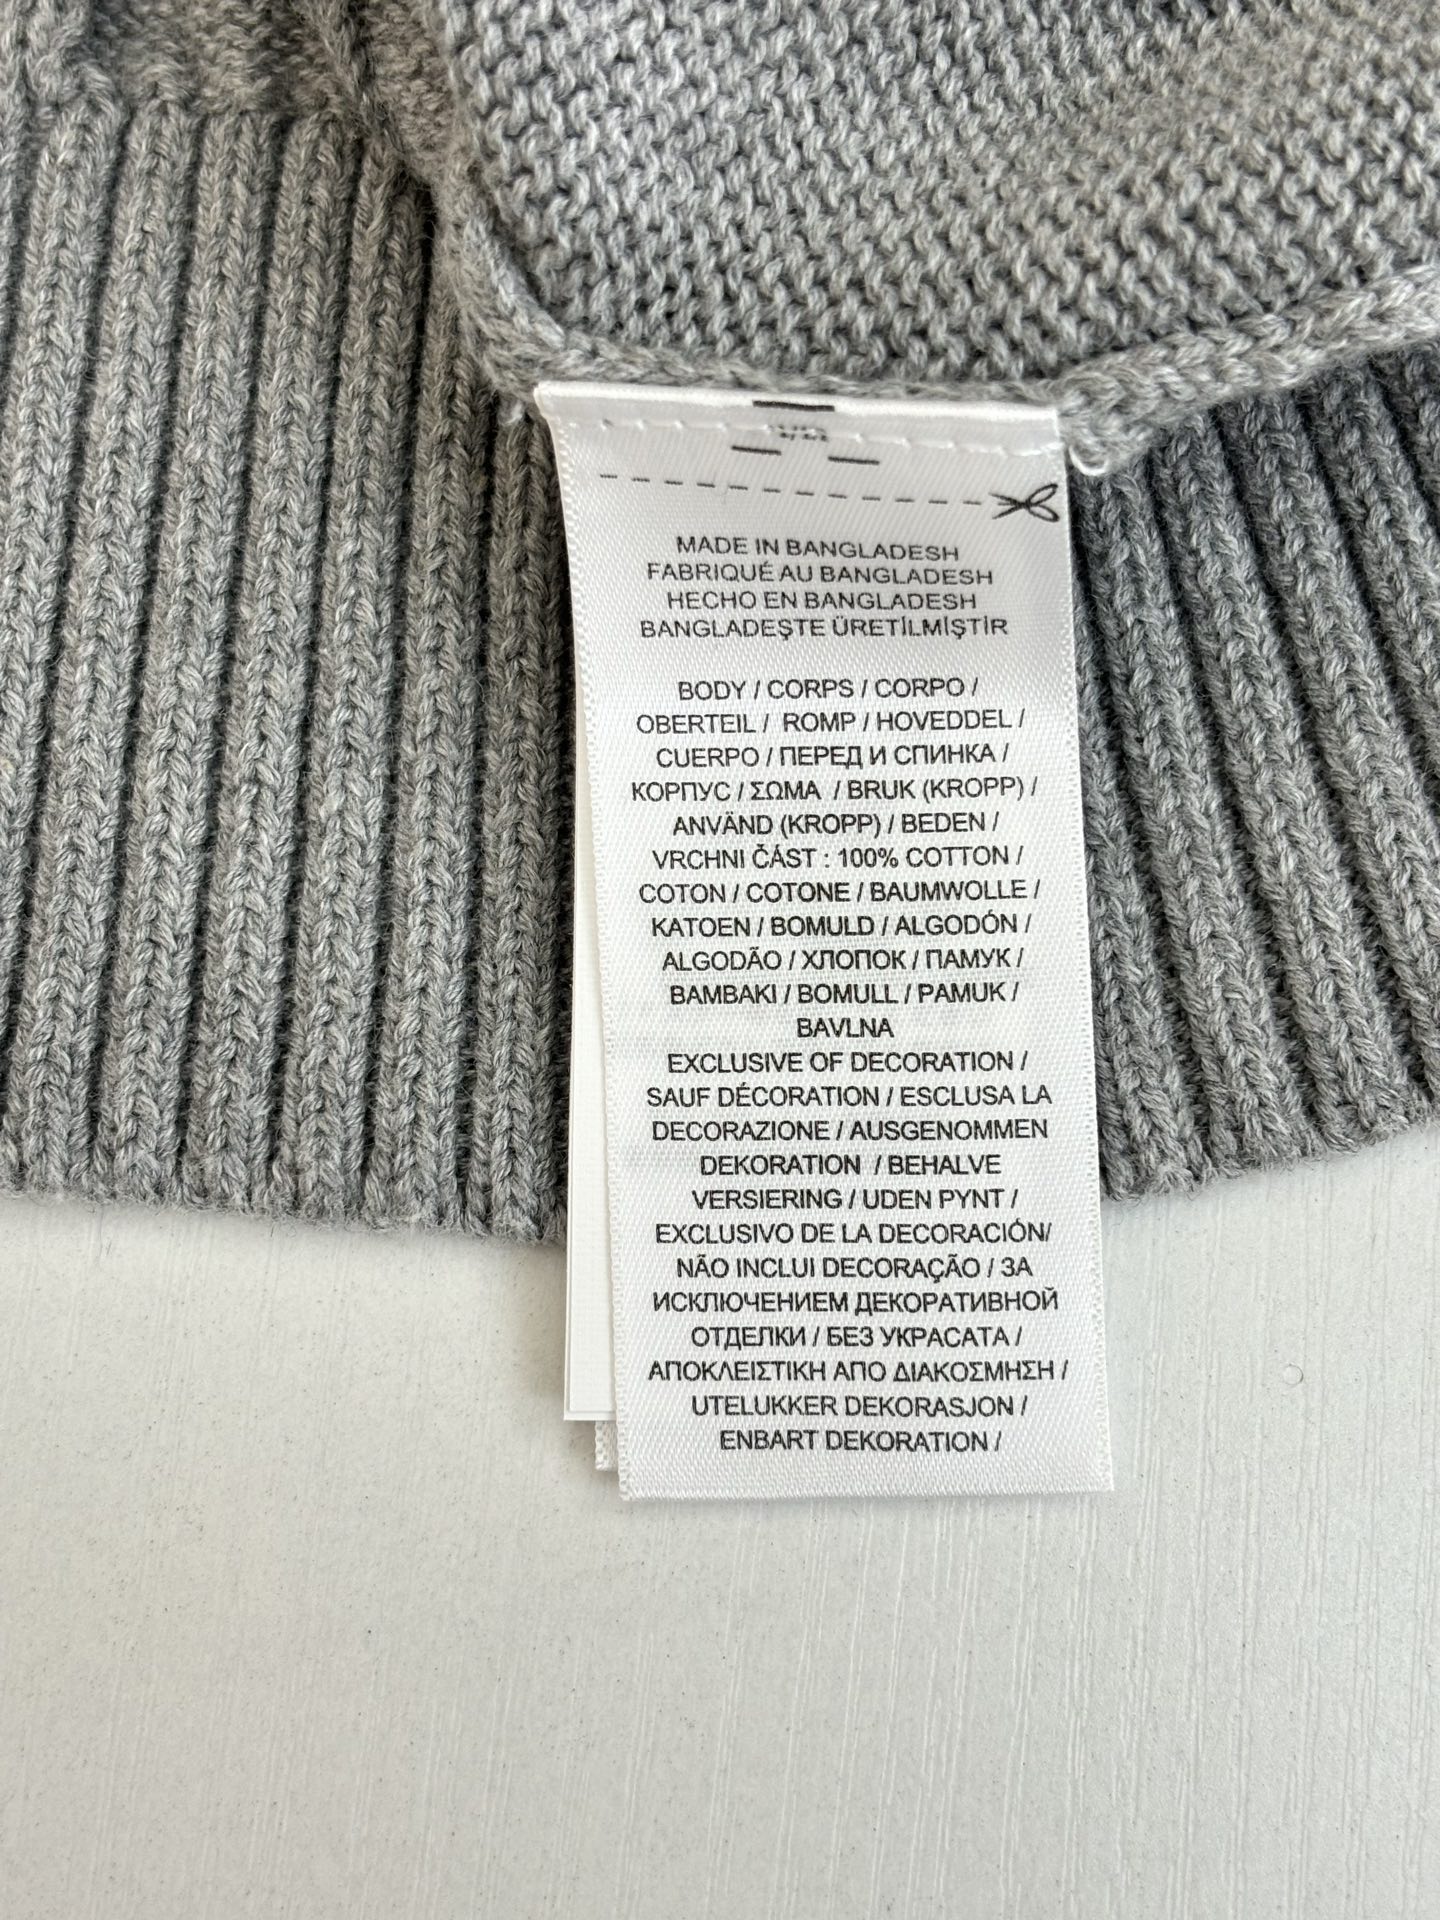 MADE IN BANGLADESH
FABRIQUÉ AU BANGLADESH
HECHO EN BANGLADESH
BANGLADEŞTE ÜRETİLMİŞTİR
BODY / CORPS / CORPO /
OBERTEIL / ROMP / HOVEDDEL /
CUERPO / ПЕРЕД И СПИНКА /
КОРПУС / ΣΩΜΑ / BRUK (KROPP) /
ANVÄND (KROPP) / BEDEN /
VRCHNI ČÁST : 100% COTTON /
COTON / COTONE / BAUMWOLLE /
KATOEN / BOMULD / ALGODÓN /
ALGODÃO / ХЛОПОК / ПАМУК /
BAMBAKI / BOMULL / PAMUK /
BAVLNA
EXCLUSIVE OF DECORATION /
SAUF DÉCORATION / ESCLUSA LA
DECORAZIONE / AUSGENOMMEN
DEKORATION / BEHALVE
VERSIERING / UDEN PYNT /
EXCLUSIVO DE LA DECORACIÓN/
NÃO INCLUI DECORAÇÃO / ЗА
ИСКЛЮЧЕНИЕМ ДЕКОРАТИВНОЙ
ОТДЕЛКИ / БЕЗ УКРАСАТА /
ΑΠΟΚΛΕΙΣΤΙΚΗ ΑΠΟ ΔΙΑΚΟΣΜΗΣΗ /
UTELUKKER DEKORASJON /
ENBART DEKORATION /